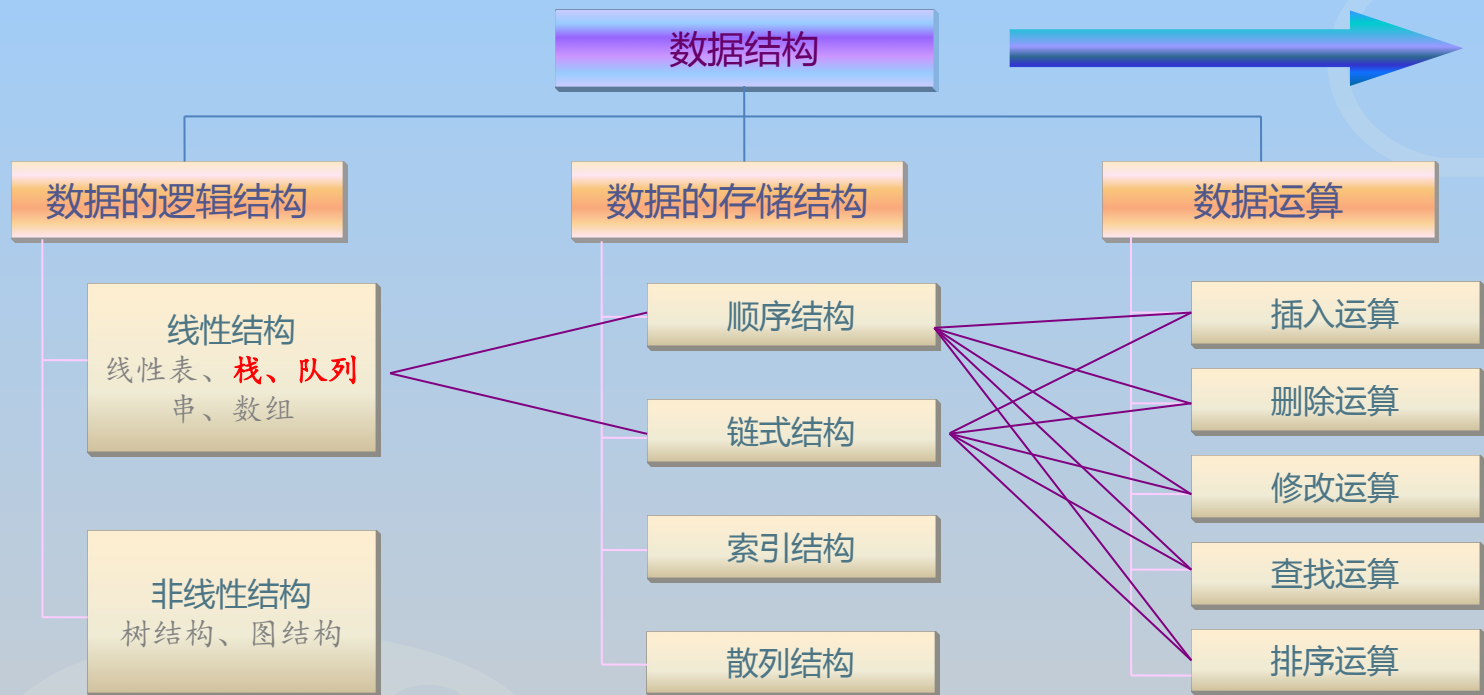 数据结构
数据的逻辑结构
线性结构
线性表、栈、队列
串、数组
非线性结构
树结构、图结构
数据的存储结构
顺序结构
链式结构
索引结构
散列结构
数据运算
插入运算
删除运算
修改运算
查找运算
排序运算